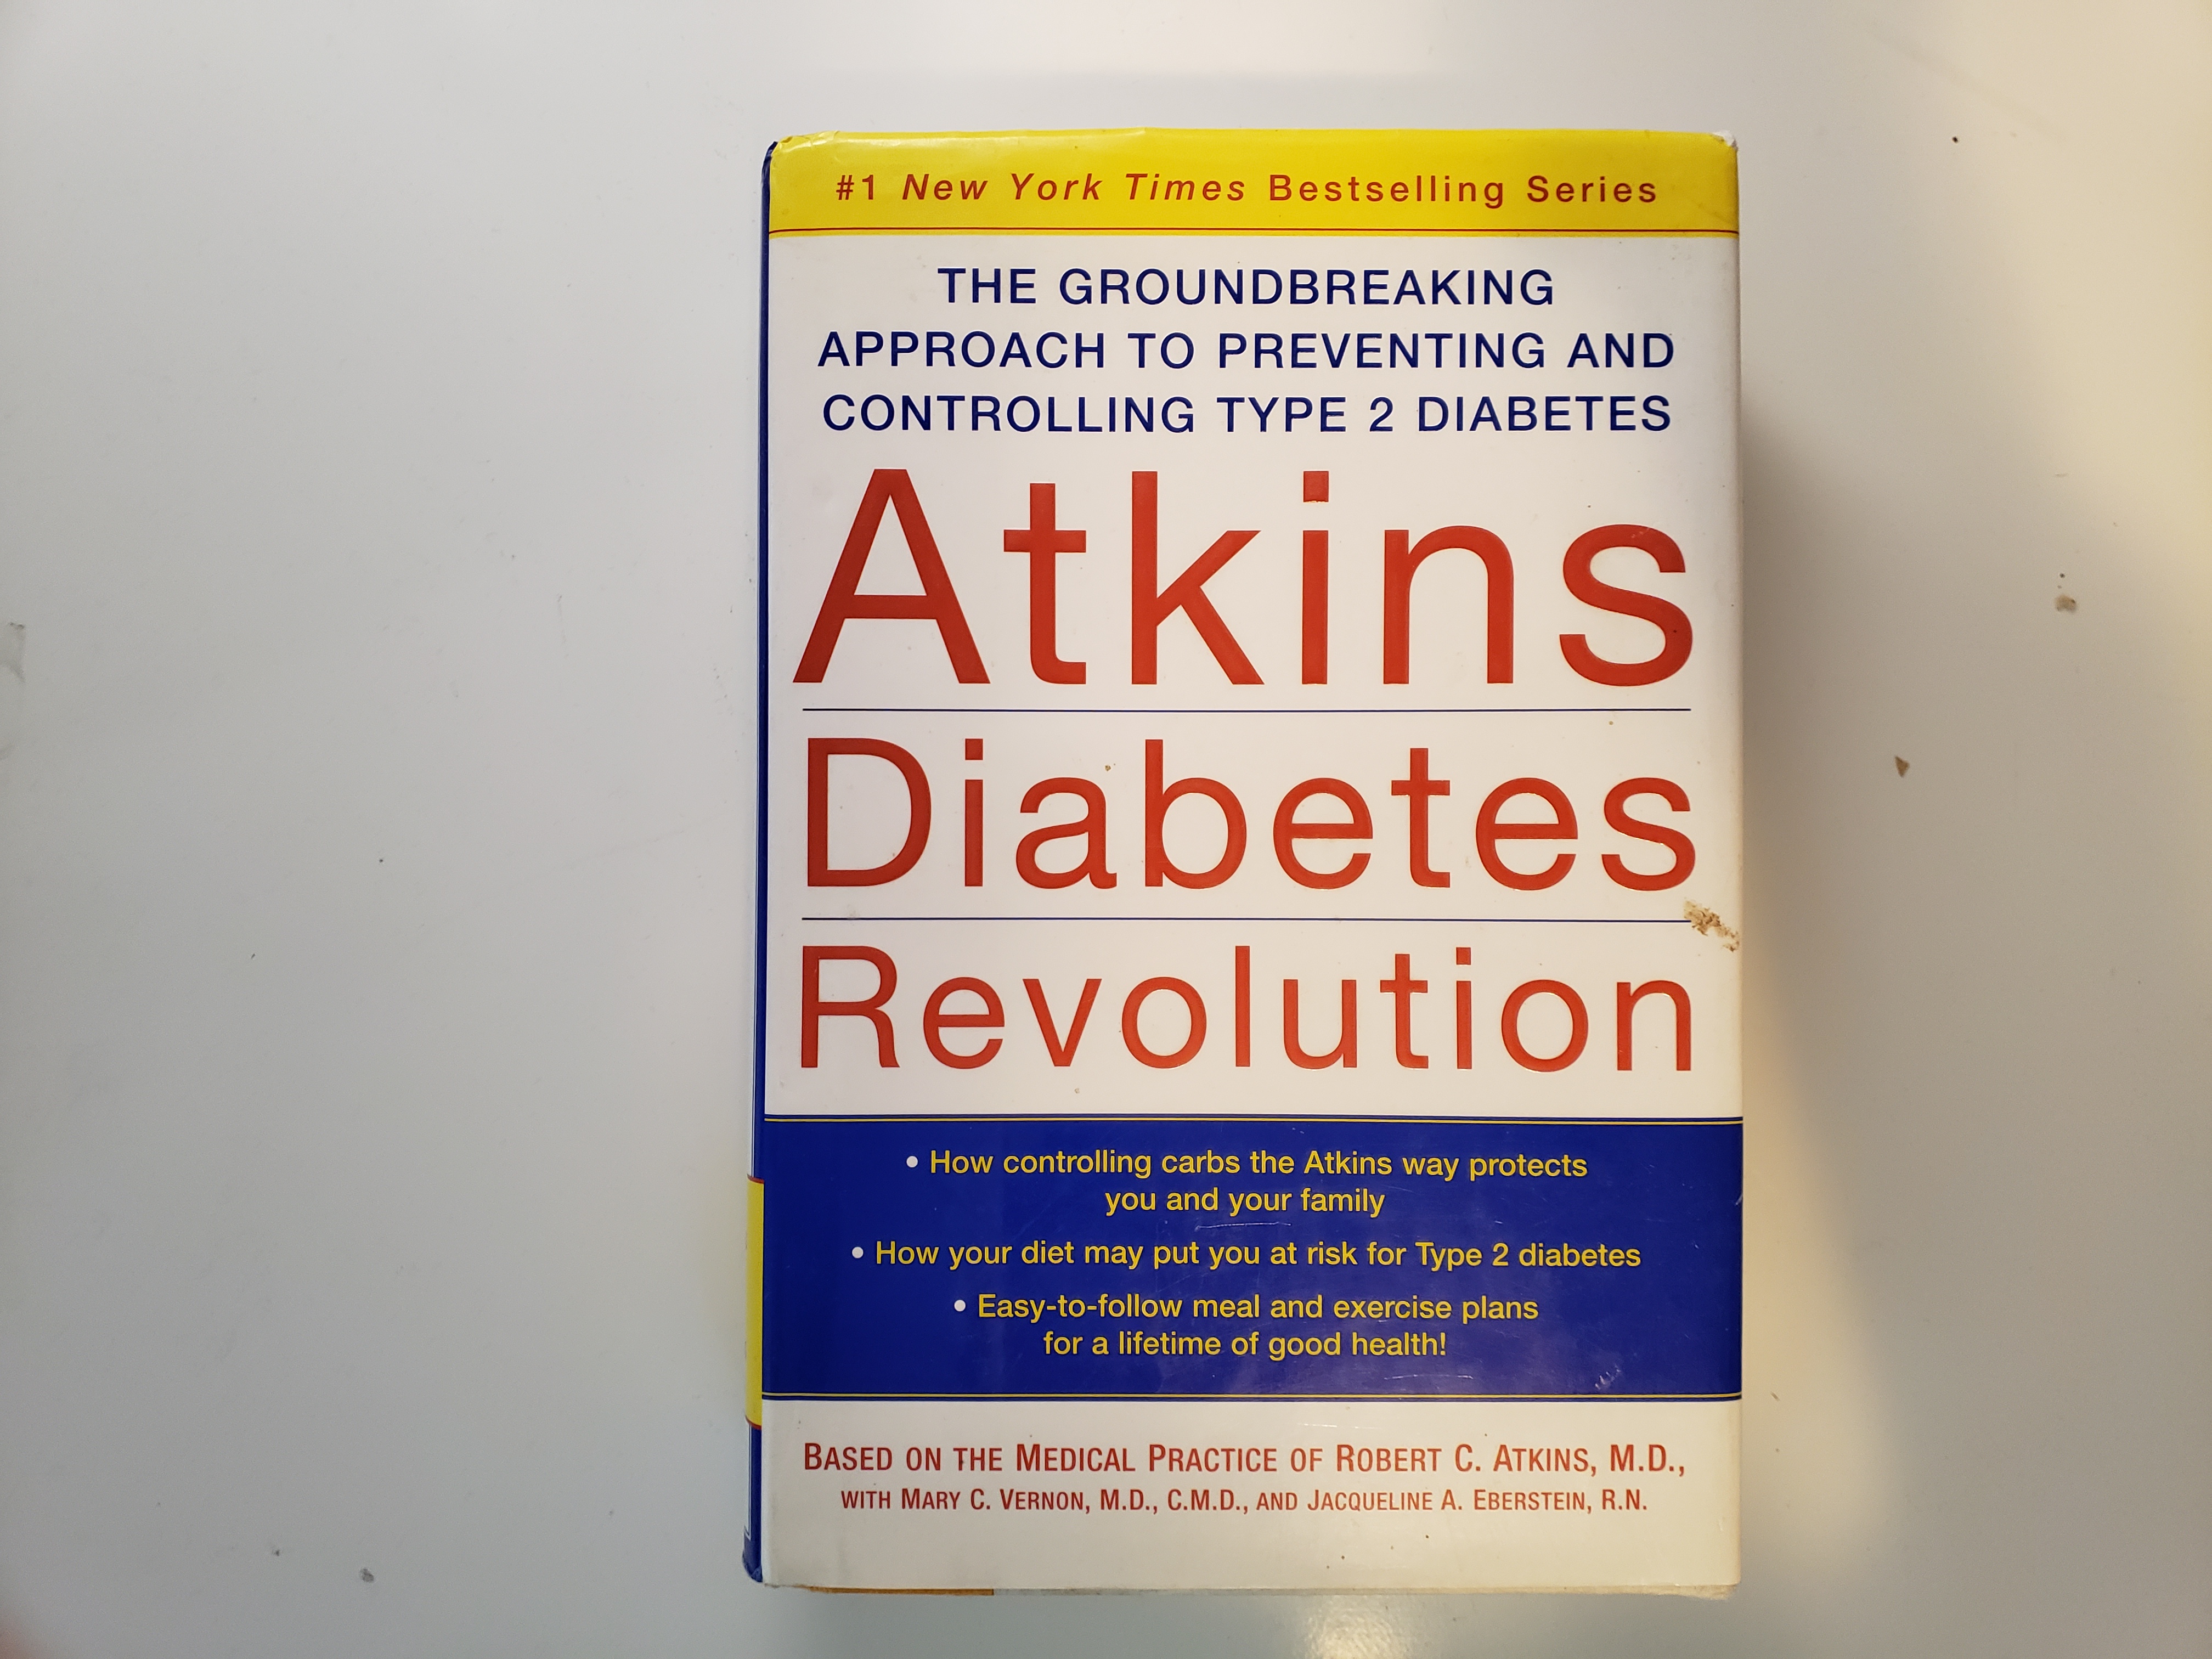 #1 New York Times Bestselling Series
THE GROUNDBREAKING
APPROACH TO PREVENTING AND
CONTROLLING TYPE 2 DIABETES
Atkins
Diabetes
Revolution
• How controlling carbs the Atkins way protects
you and your family
• How your diet may put you at risk for Type 2 diabetes
• Easy-to-follow meal and exercise plans
for a lifetime of good health!
BASED ON THE MEDICAL PRACTICE OF ROBERT C. ATKINS, M.D.,
WITH MARY C. VERNON, M.D., C.M.D., AND JACQUELINE A. EBERSTEIN, R.N.